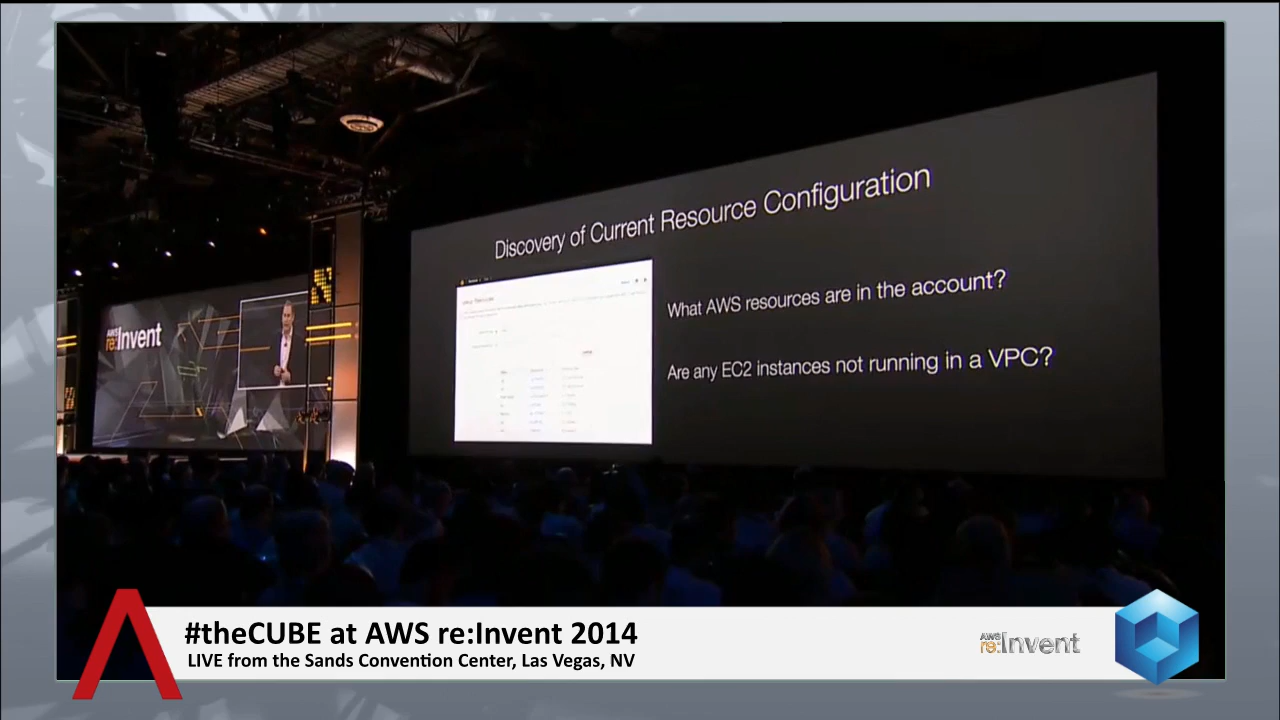 Discovery of Current Resource Configuration
What AWS resources are in the account?
Are any EC2 instances not running in a VPC?
AWS
re:Invent
#theCUBE at AWS re:Invent 2014
LIVE from the Sands Convention Center, Las Vegas, NV
AWS
re:Invent